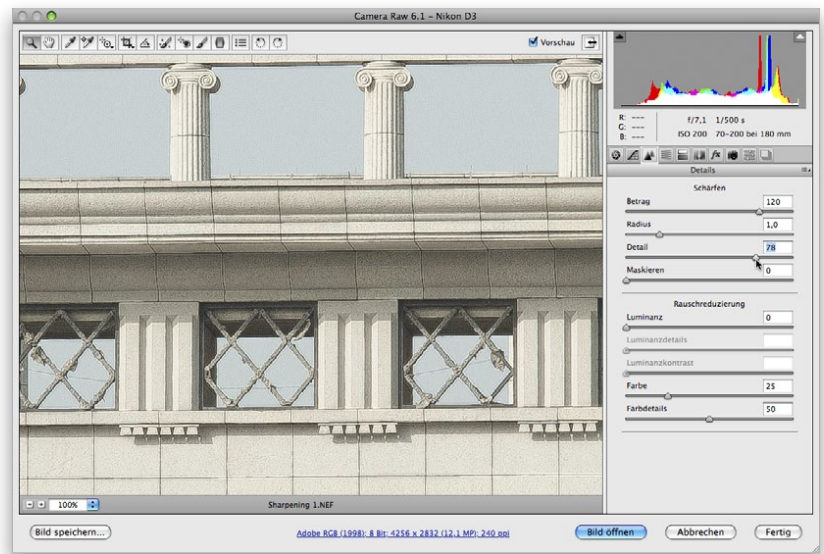 Camera Raw 6.1 – Nikon D3
Vorschau
R: ---
G: ---
B: ---
f/7,1 1/500 s
ISO 200 70–200 bei 180 mm
Details
Schärfen
Betrag 120
Radius 1,0
Detail 78
Maskieren 0
Rauschreduzierung
Luminanz 0
Luminanzdetails
Luminanzkontrast
Farbe 25
Farbdetails 50
100%
Sharpening 1.NEF
Bild speichern...
Adobe RGB (1998); 8 Bit; 4256 x 2832 (12,1 MP); 240 ppi
Bild öffnen
Abbrechen
Fertig